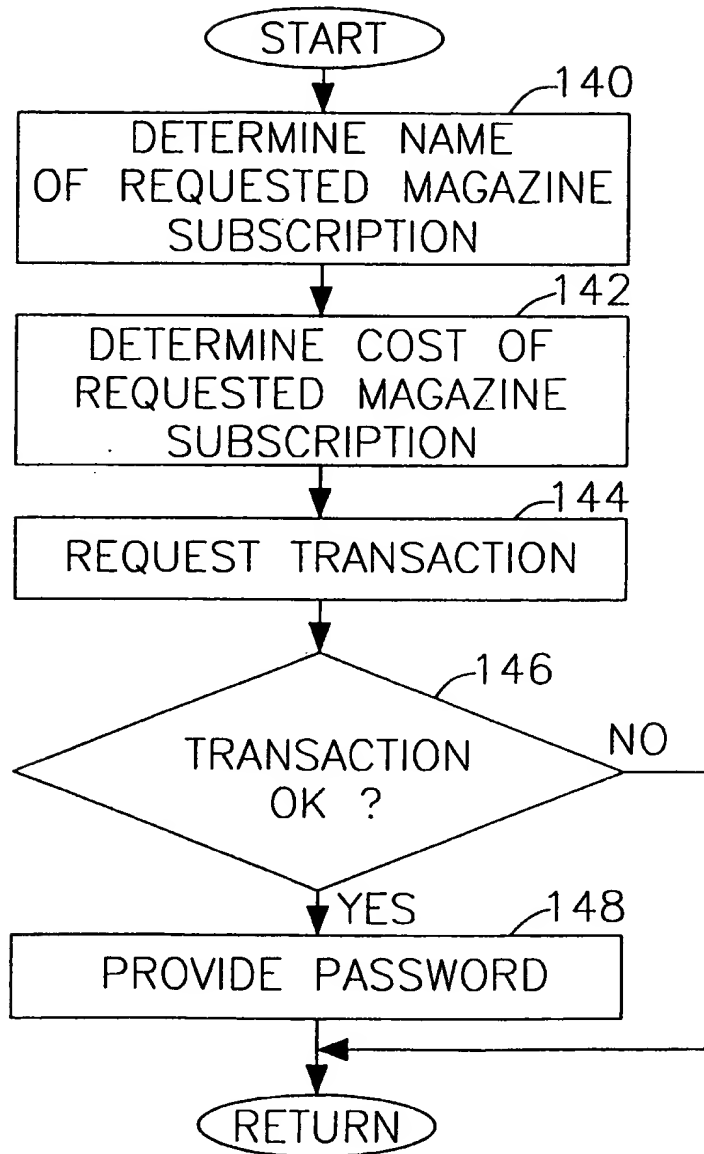 START
140
DETERMINE NAME
OF REQUESTED MAGAZINE
SUBSCRIPTION
142
DETERMINE COST OF
REQUESTED MAGAZINE
SUBSCRIPTION
144
REQUEST TRANSACTION
146
TRANSACTION
OK ?
NO
YES
148
PROVIDE PASSWORD
RETURN